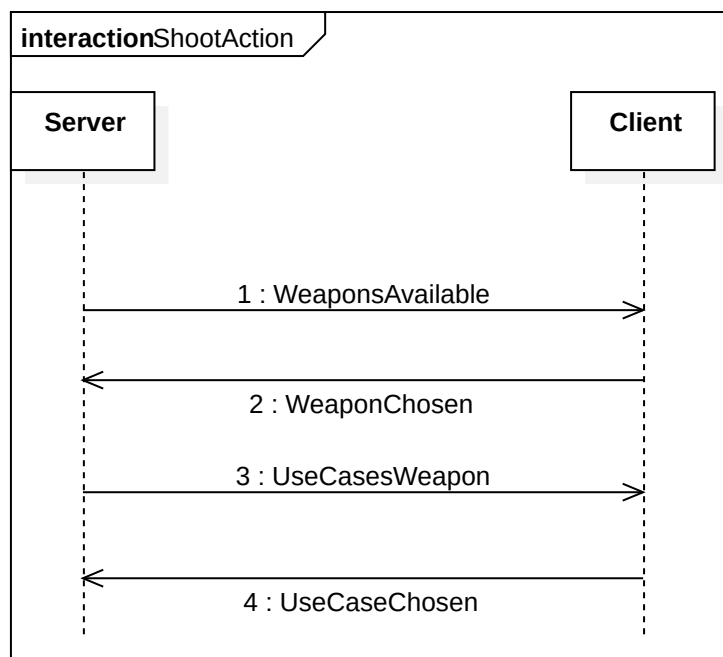 interactionShootAction
Server
Client
1 : WeaponsAvailable
2 : WeaponChosen
3 : UseCasesWeapon
4 : UseCaseChosen